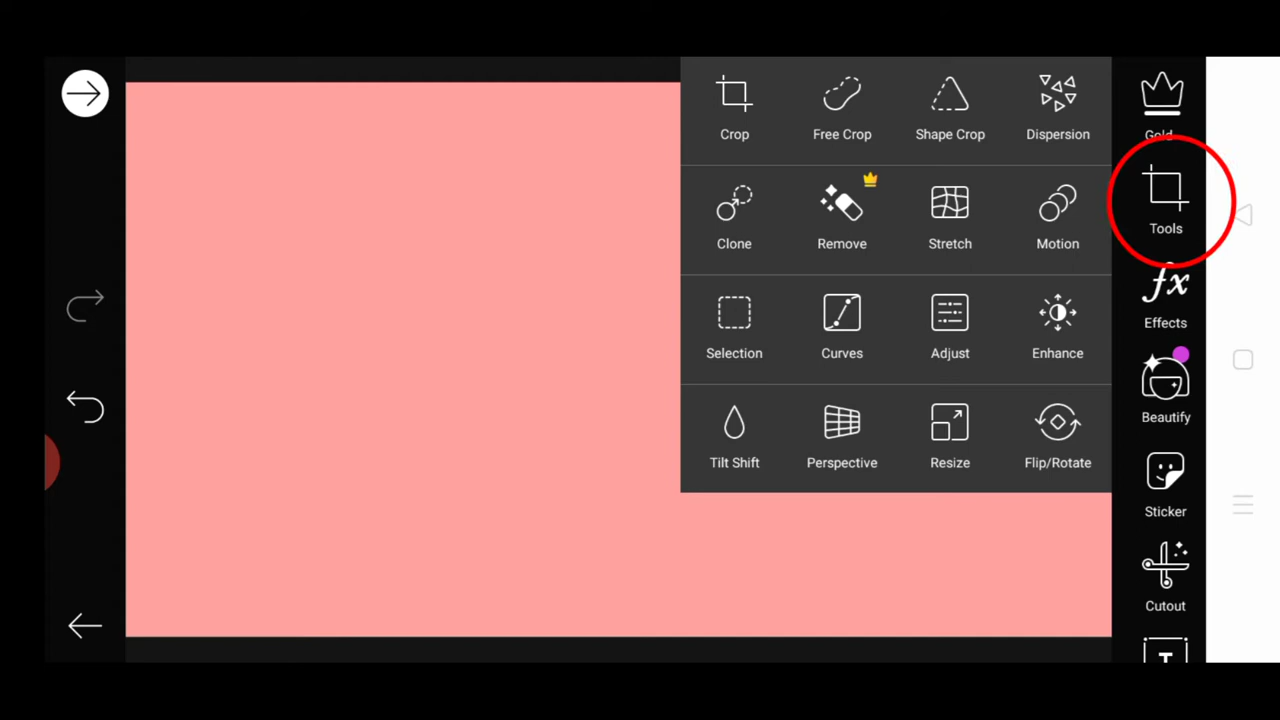 Crop Free Crop Shape Crop Dispersion
Clone Remove Stretch Motion
Selection Curves Adjust Enhance
Tilt Shift Perspective Resize Flip/Rotate
Gold
Tools
fx
Effects
Beautify
Sticker
Cutout
T